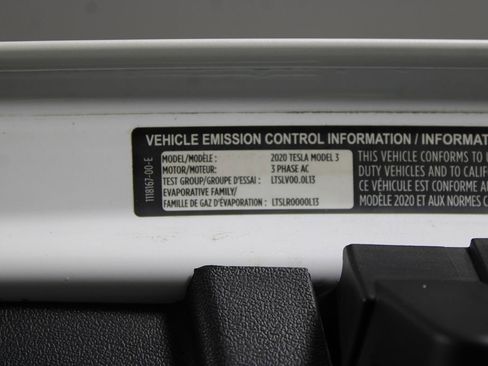 VEHICLE EMISSION CONTROL INFORMATION / INFORMAT
1118167-00-E
MODEL/MODÈLE: 2020 TESLA MODEL 3
MOTOR/MOTEUR: 3 PHASE AC
TEST GROUP/GROUPE D'ESSAI: LTSLV00.0L13
EVAPORATIVE FAMILY/
FAMILLE DE GAZ D'ÉVAPORATION: LTSLR0000L13
THIS VEHICLE CONFORMS TO U
DUTY VEHICLES AND TO CALIF
CE VÉHICULE EST CONFORME A
MODÈLE 2020 ET AUX NORMES C